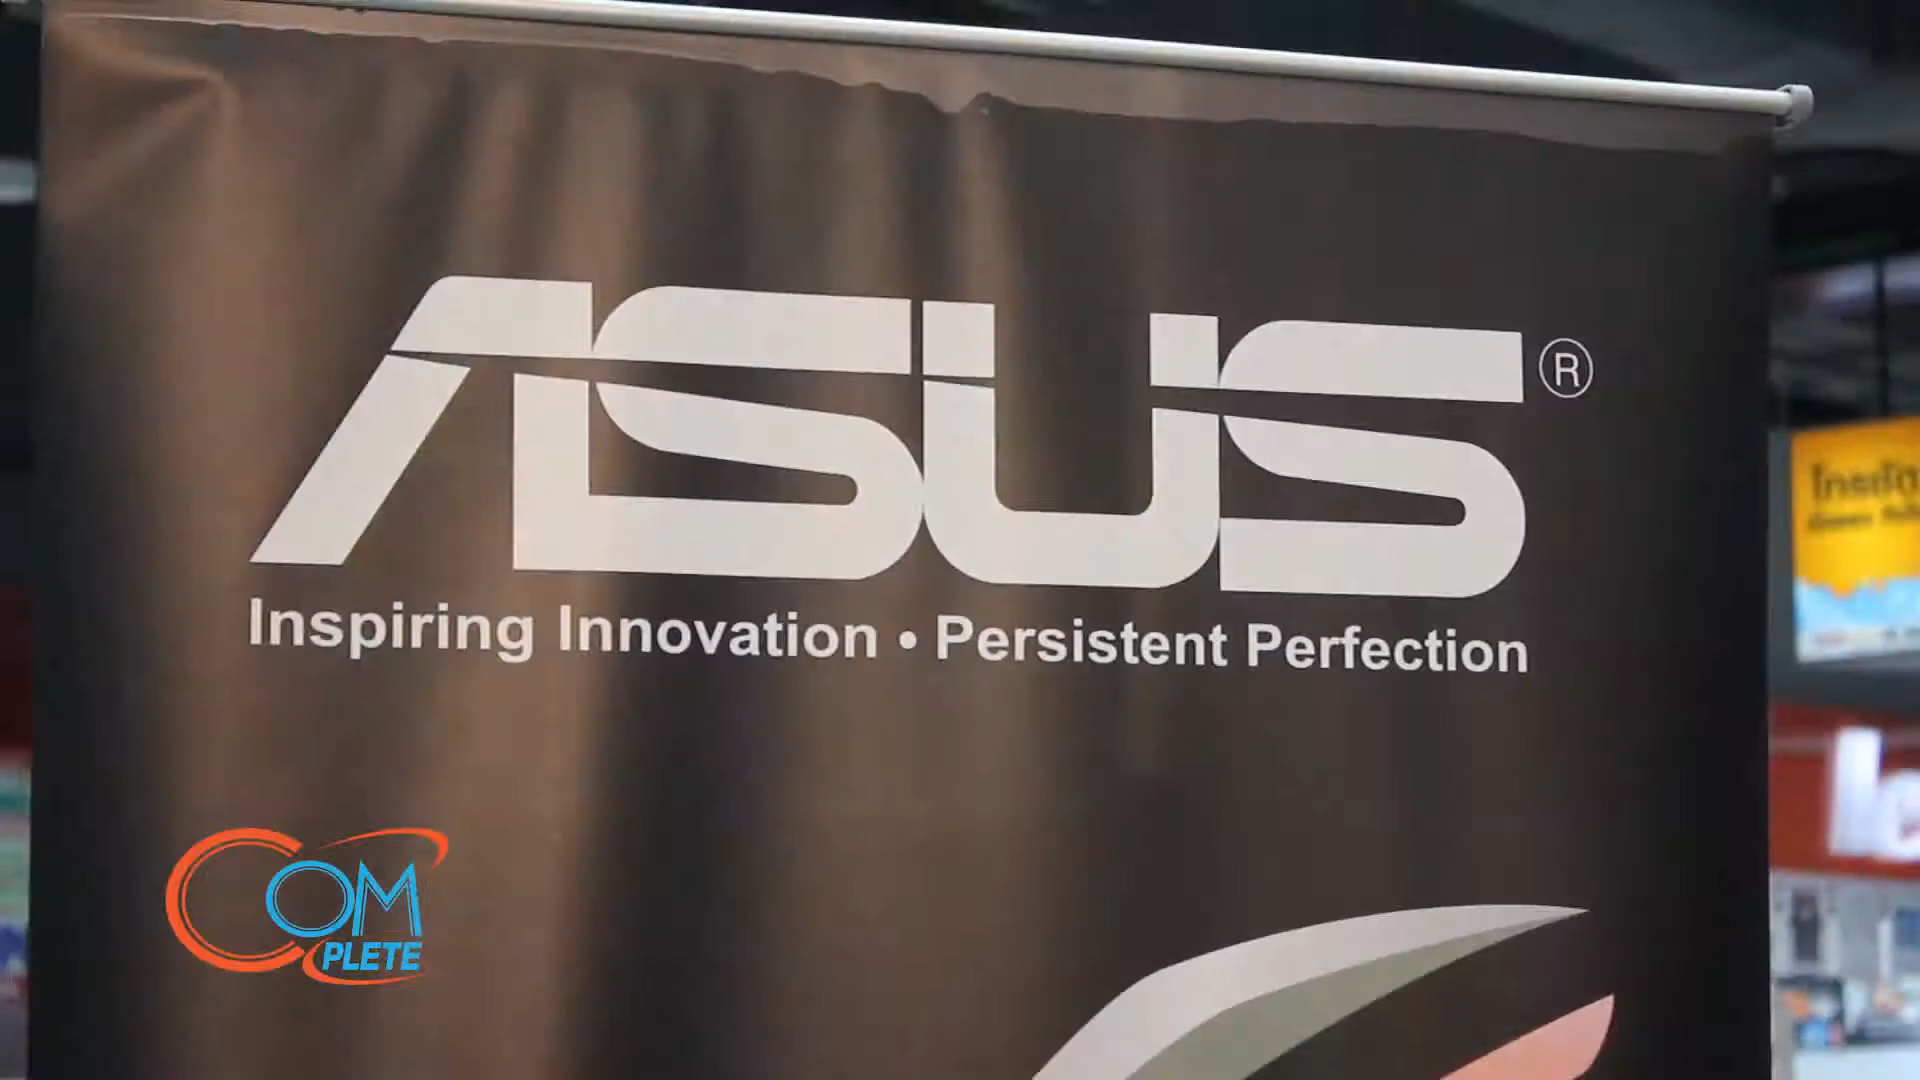 ASUS®
Inspiring Innovation • Persistent Perfection
COM
PLETE